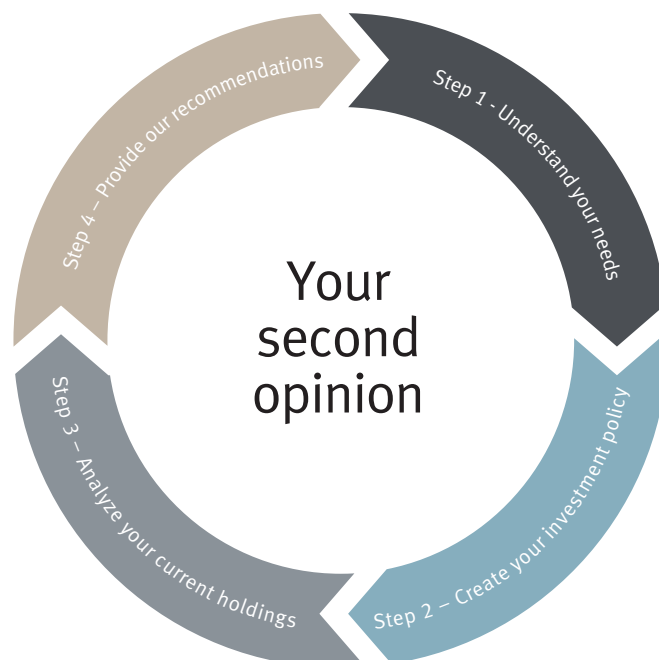 Step 1 - Understand your needs
Step 2 – Create your investment policy
Step 3 – Analyze your current holdings
Step 4 – Provide our recommendations
Your
second
opinion